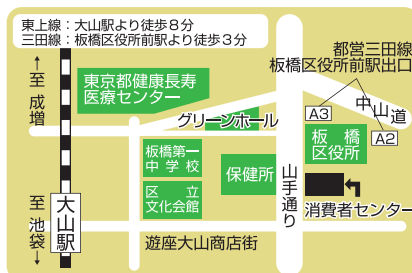 東上線：大山駅より徒歩８分
三田線：板橋区役所前駅より徒歩３分
都営三田線
板橋区役所前駅出口
↑至 成増
東京都健康長寿
医療センター
グリーンホール
A3
中山道
A2
板橋
区役所
板橋第一
中学校
保健所
山手通り
区立
文化会館
消費者センター
大山駅
至 池袋↓
遊座大山商店街